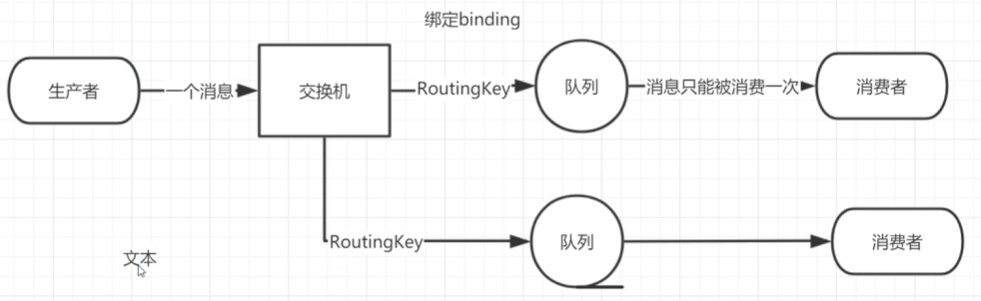 绑定binding
生产者
一个消息
交换机
RoutingKey
队列
消息只能被消费一次
消费者
RoutingKey
队列
消费者
文本